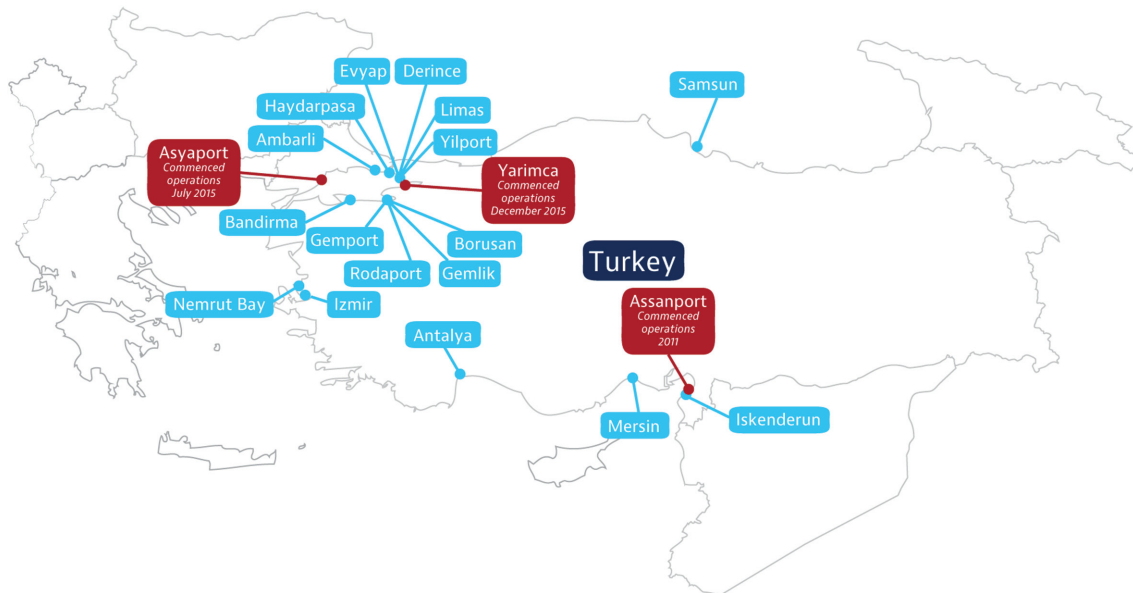 Evyap
Derince
Haydarpasa
Limas
Samsun
Ambarli
Yilport
Asyaport
Commenced
operations
July 2015
Yarimca
Commenced
operations
December 2015
Bandirma
Gemport
Borusan
Rodaport
Gemlik
Turkey
Nemrut Bay
Izmir
Assanport
Commenced
operations
2011
Antalya
Mersin
Iskenderun